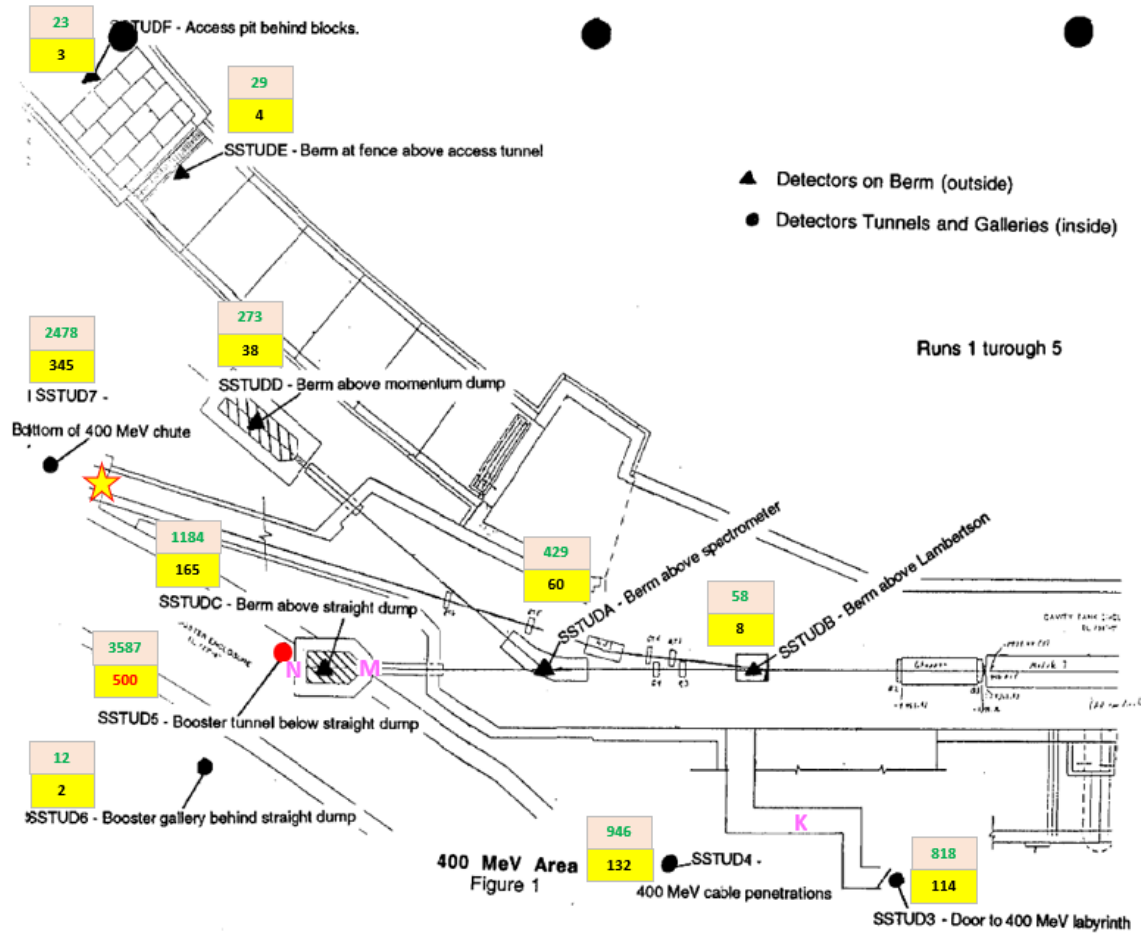 23
3
SSTUDF - Access pit behind blocks.
29
4
SSTUDE - Berm at fence above access tunnel
Detectors on Berm (outside)
Detectors Tunnels and Galleries (inside)
Runs 1 turough 5
2478
345
I SSTUD7 -
Bottom of 400 MeV chute
273
38
SSTUDD - Berm above momentum dump
1184
165
SSTUDC - Berm above straight dump
429
60
SSTUDA - Berm above spectrometer
58
8
SSTUDB - Berm above Lambertson
3587
500
N
M
SSTUD5 - Booster tunnel below straight dump
12
2
SSTUD6 - Booster gallery behind straight dump
K
400 MeV Area
Figure 1
946
132
SSTUD4 -
400 MeV cable penetrations
818
114
SSTUD3 - Door to 400 MeV labyrinth